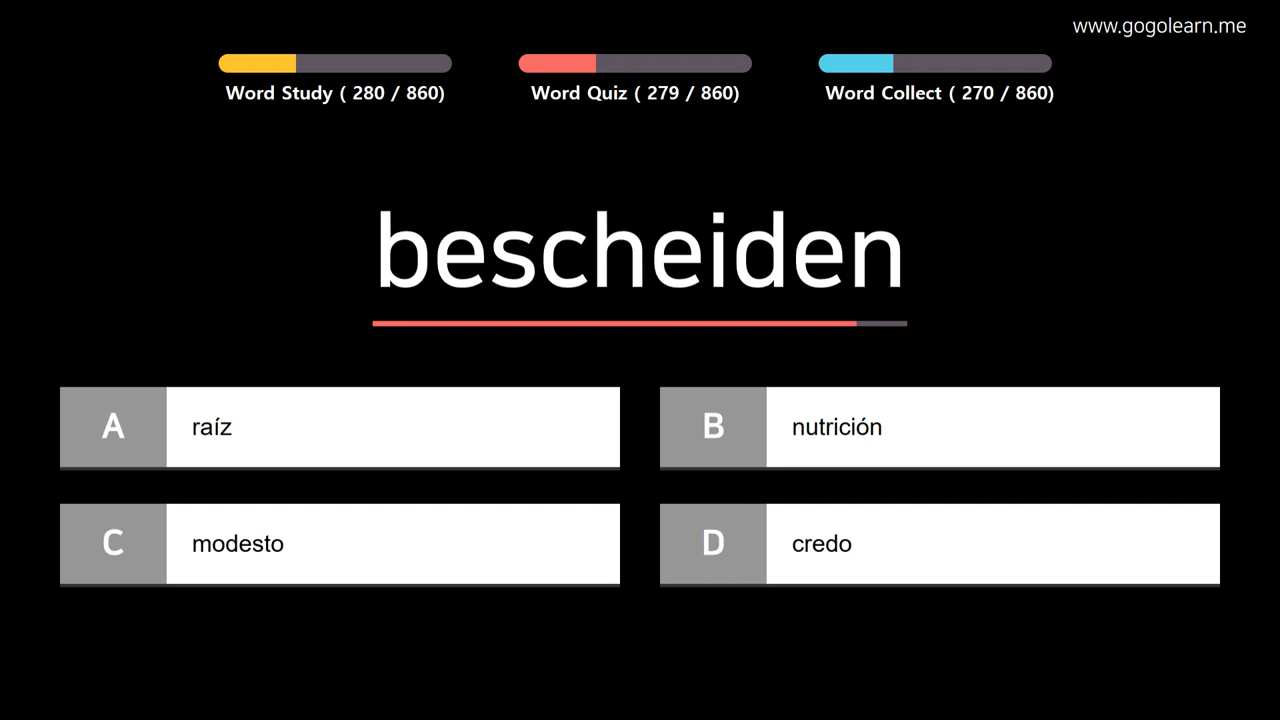 www.gogolearn.me
Word Study ( 280 / 860)
Word Quiz ( 279 / 860)
Word Collect ( 270 / 860)
bescheiden
A raíz
B nutrición
C modesto
D credo